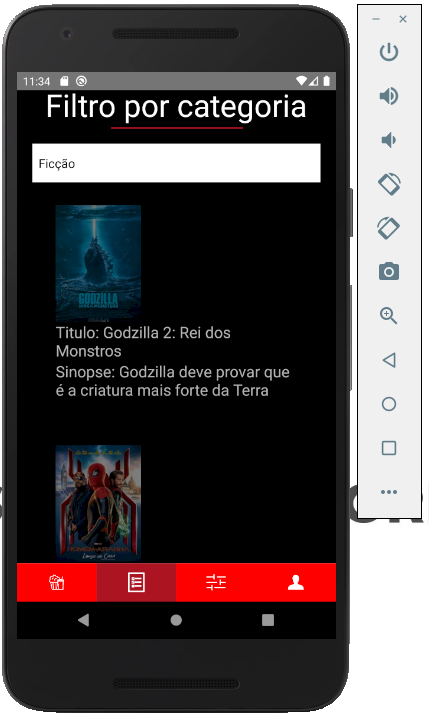 11:34
Filtro por categoria
Ficção
GODZILLA
Titulo: Godzilla 2: Rei dos
Monstros
Sinopse: Godzilla deve provar que
é a criatura mais forte da Terra